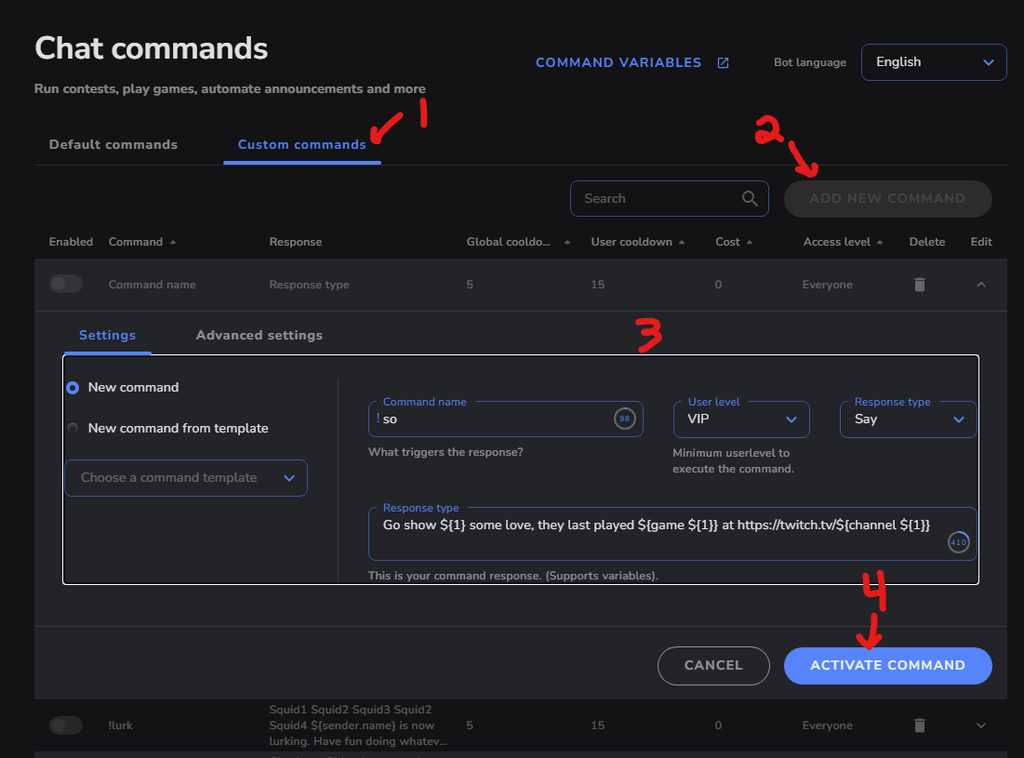 Chat commands
COMMAND VARIABLES
Bot language
English
Run contests, play games, automate announcements and more
1
2
Default commands
Custom commands
Search
ADD NEW COMMAND
Enabled Command Response Global cooldo... User cooldown Cost Access level Delete Edit
Command name Response type 5 15 0 Everyone
Settings Advanced settings
3
New command
New command from template
Choose a command template
Command name
! so
98
What triggers the response?
User level
VIP
Minimum userlevel to
execute the command.
Response type
Say
Response type
Go show ${1} some love, they last played ${game ${1}} at https://twitch.tv/${channel ${1}}
410
This is your command response. (Supports variables).
4
CANCEL
ACTIVATE COMMAND
!lurk
Squid1 Squid2 Squid3 Squid2
Squid4 ${sender.name} is now
lurking. Have fun doing whatev...
5 15 0 Everyone